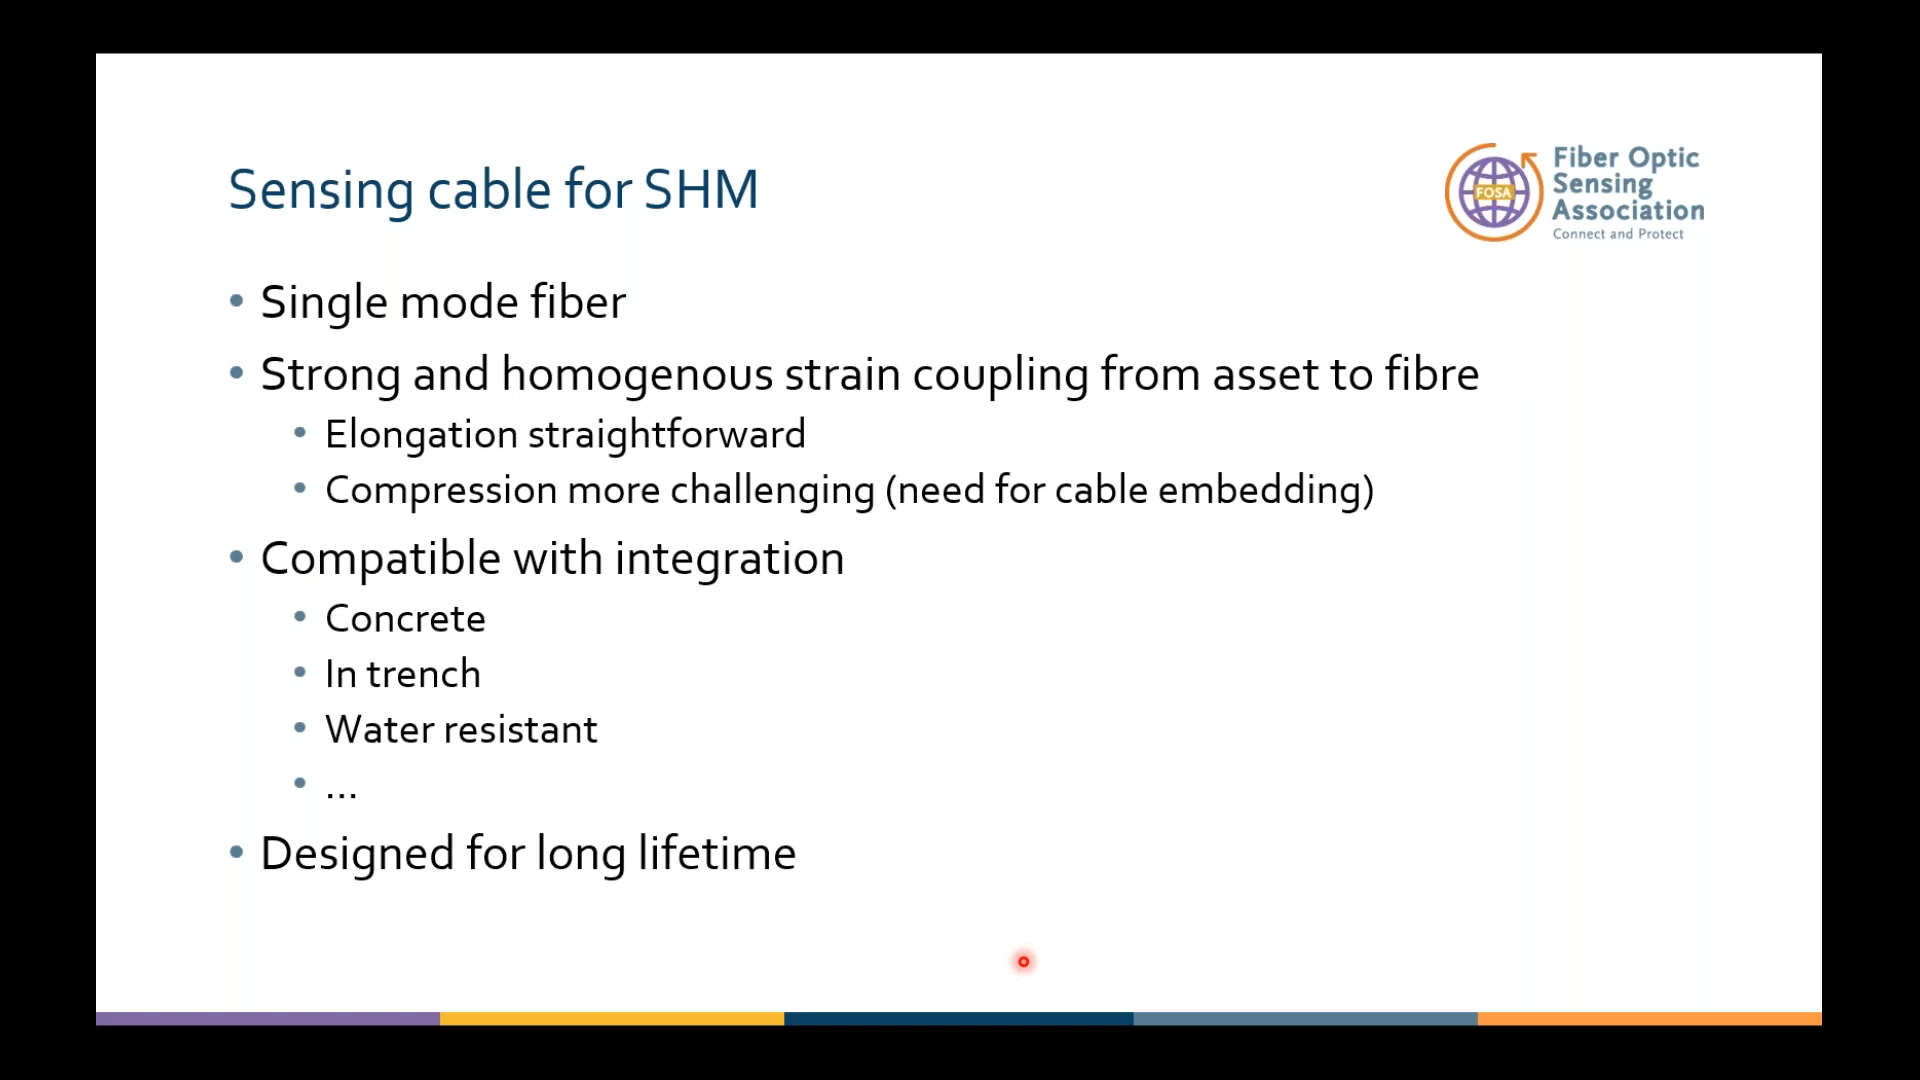 Sensing cable for SHM
FOSA
Fiber Optic
Sensing
Association
Connect and Protect
• Single mode fiber
• Strong and homogenous strain coupling from asset to fibre
• Elongation straightforward
• Compression more challenging (need for cable embedding)
• Compatible with integration
• Concrete
• In trench
• Water resistant
• ...
• Designed for long lifetime